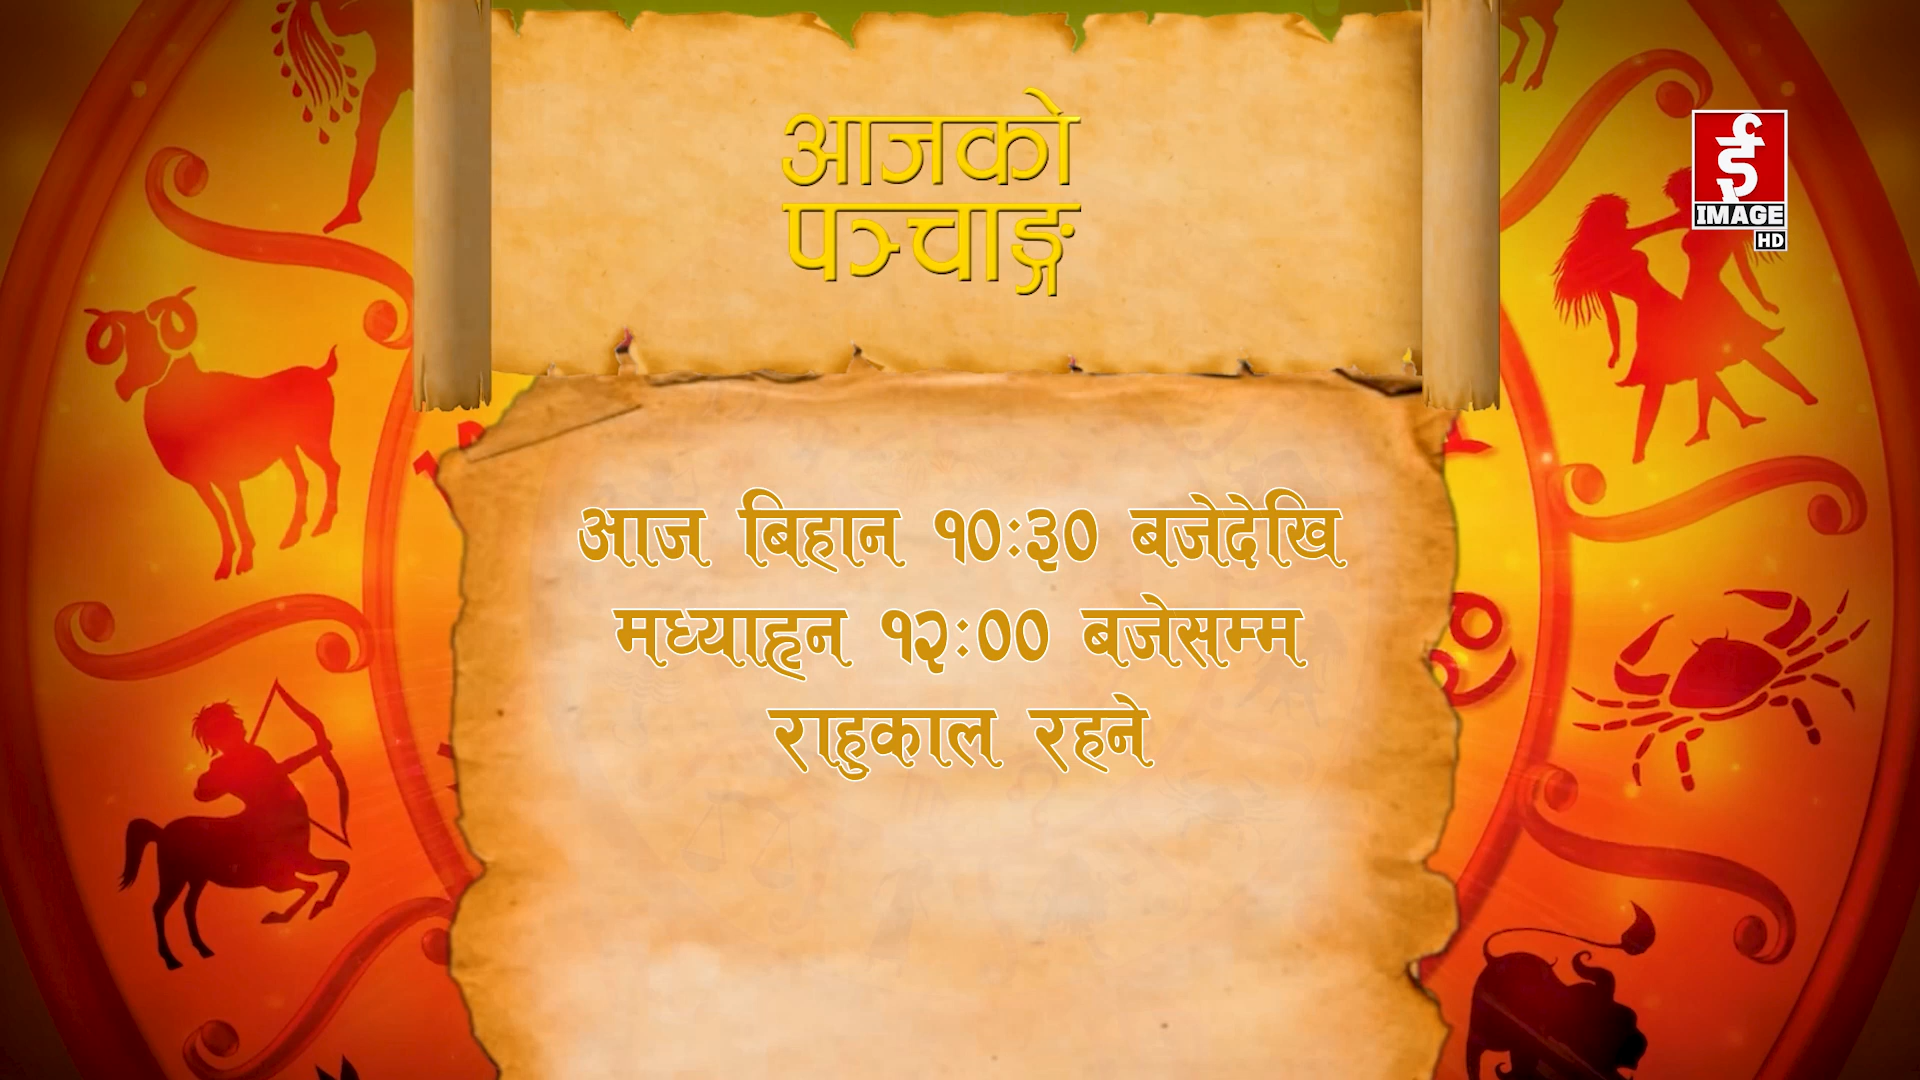 आजको
पञ्चाङ्ग
IMAGE
HD
आज बिहान १०:३० बजेदेखि
मध्याह्न १२:०० बजेसम्म
राहुकाल रहने